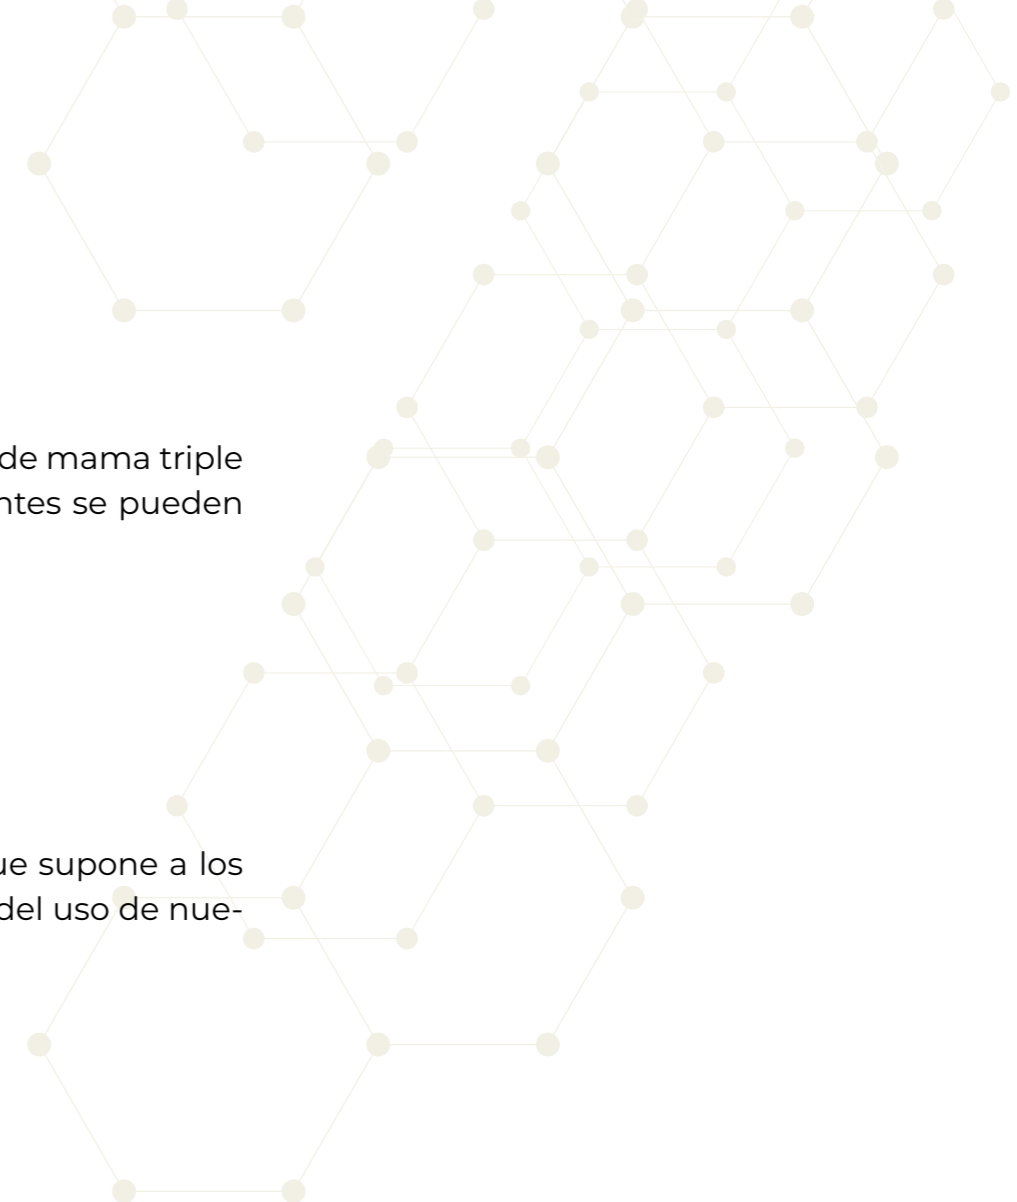 de mama triple
ntes se pueden
ue supone a los
del uso de nue-